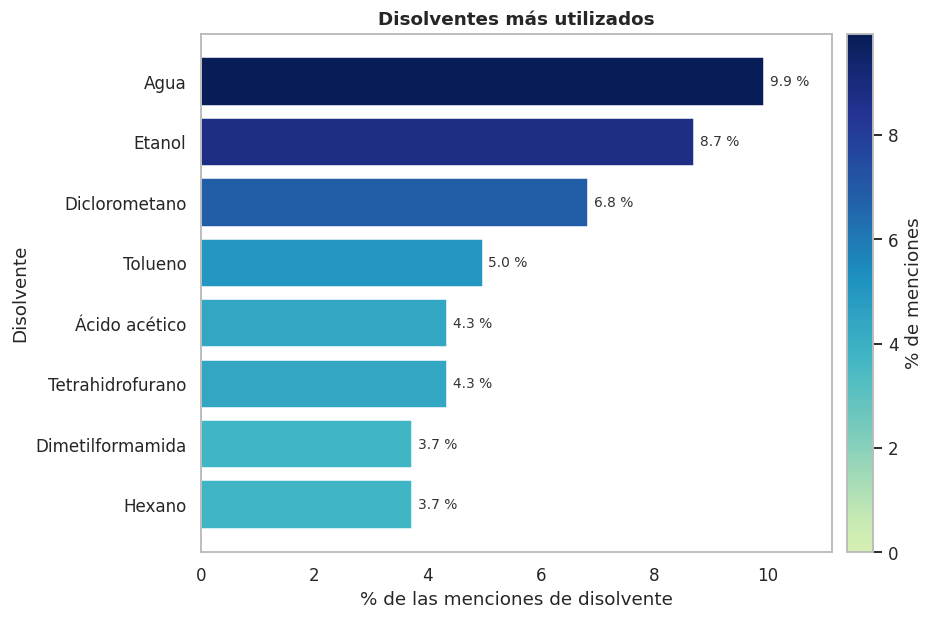 Disolventes más utilizados
Disolvente
Agua
9.9 %
Etanol
8.7 %
Diclorometano
6.8 %
Tolueno
5.0 %
Ácido acético
4.3 %
Tetrahidrofurano
4.3 %
Dimetilformamida
3.7 %
Hexano
3.7 %
0 2 4 6 8 10
% de las menciones de disolvente
8
6
4
2
0
% de menciones